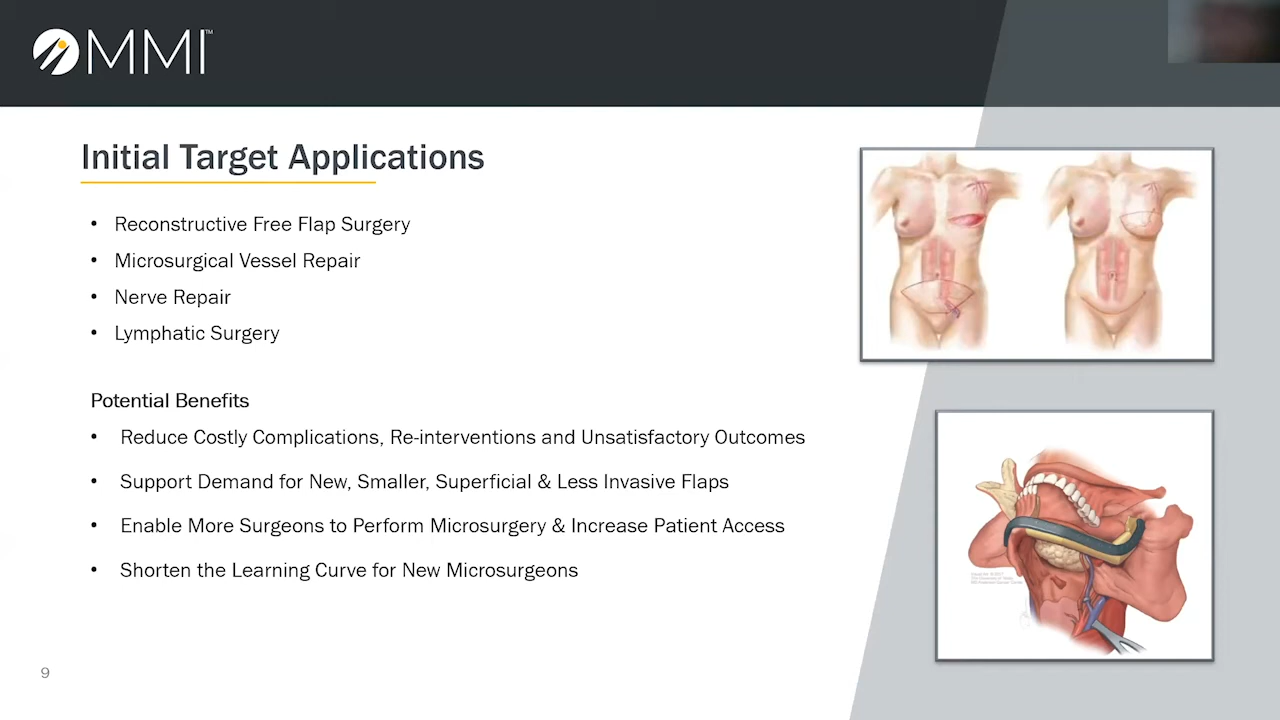 MMI™
Initial Target Applications
• Reconstructive Free Flap Surgery
• Microsurgical Vessel Repair
• Nerve Repair
• Lymphatic Surgery
Potential Benefits
• Reduce Costly Complications, Re-interventions and Unsatisfactory Outcomes
• Support Demand for New, Smaller, Superficial & Less Invasive Flaps
• Enable More Surgeons to Perform Microsurgery & Increase Patient Access
• Shorten the Learning Curve for New Microsurgeons
9